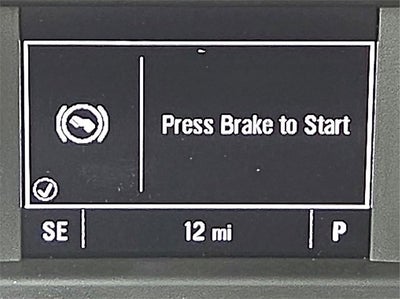 Press Brake to Start
SE 12 mi P